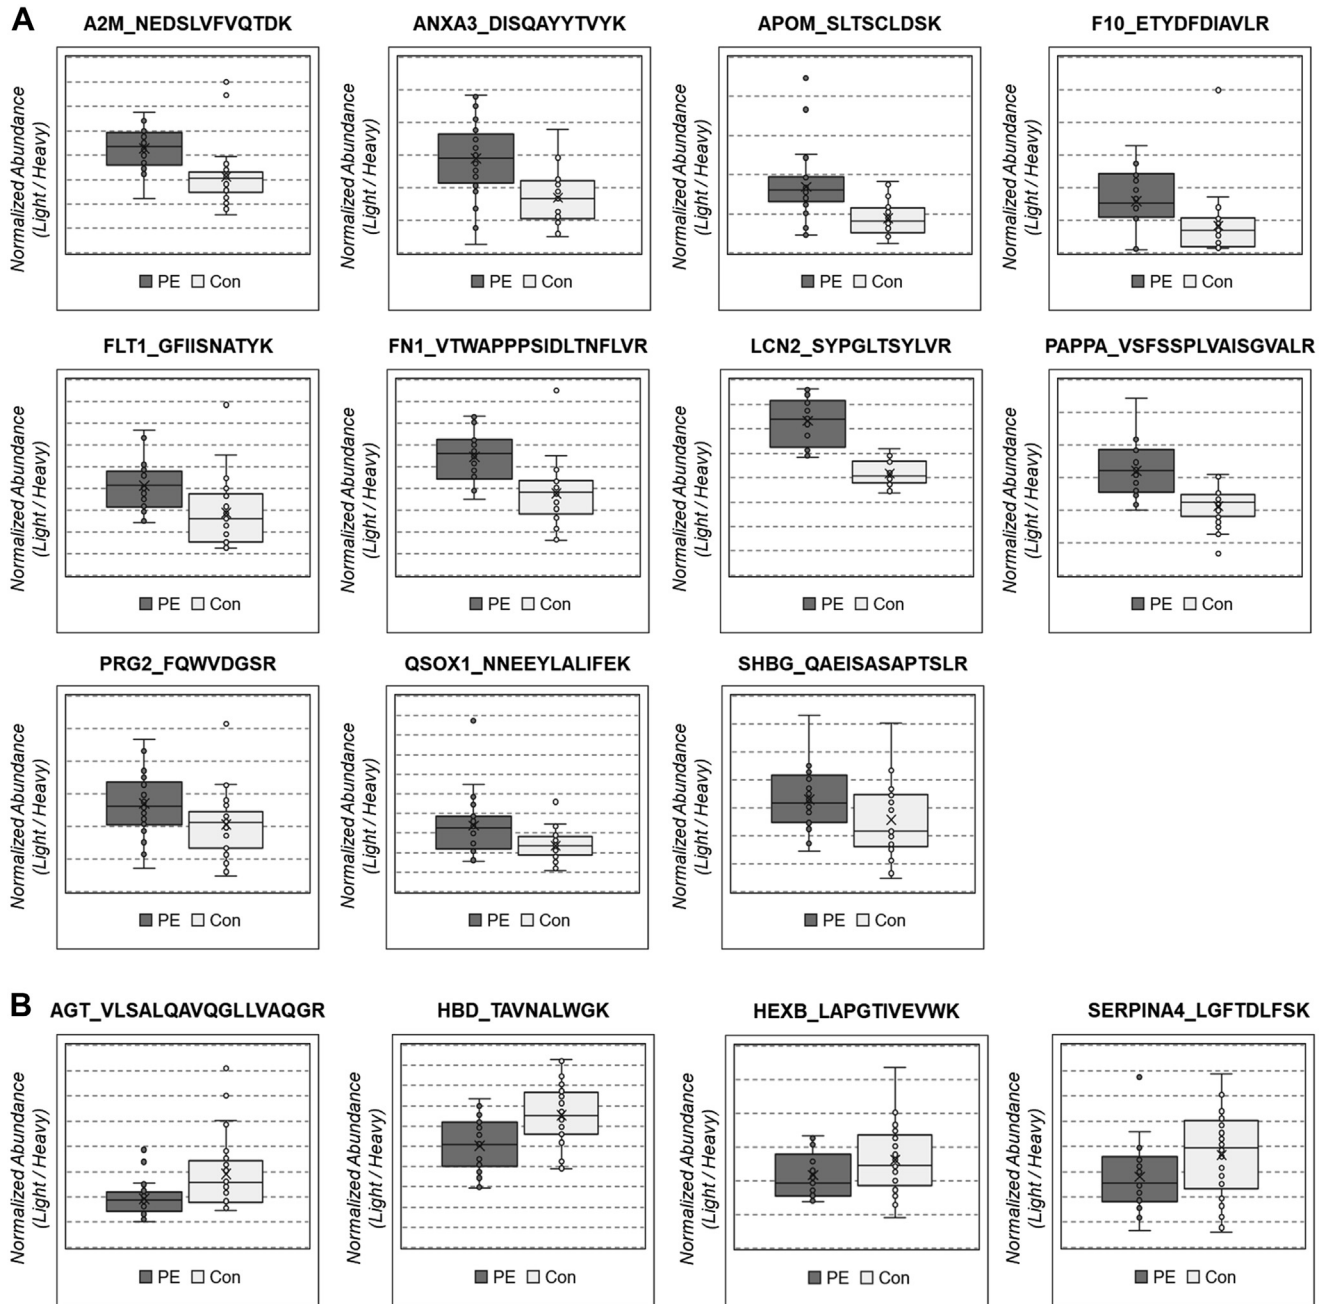 A
A2M_NEDSLVFVQTDK
ANXA3_DISQAYYTVYK
APOM_SLTSCLDSK
F10_ETYDFDIAVLR
Normalized Abundance
(Light / Heavy)
Normalized Abundance
(Light / Heavy)
Normalized Abundance
(Light / Heavy)
Normalized Abundance
(Light / Heavy)
PE Con
PE Con
PE Con
PE Con
FLT1_GFIISNATYK
FN1_VTWAPPPSIDLTNFLVR
LCN2_SYPGLTSYLVR
PAPPA_VSFSSPLVAISGVALR
Normalized Abundance
(Light / Heavy)
Normalized Abundance
(Light / Heavy)
Normalized Abundance
(Light / Heavy)
Normalized Abundance
(Light / Heavy)
PE Con
PE Con
PE Con
PE Con
PRG2_FQWVDGSR
QSOX1_NNEEYLALIFEK
SHBG_QAEISASAPTSLR
Normalized Abundance
(Light / Heavy)
Normalized Abundance
(Light / Heavy)
Normalized Abundance
(Light / Heavy)
PE Con
PE Con
PE Con
B
AGT_VLSALQAVQGLLVAQGR
HBD_TAVNALWGK
HEXB_LAPGTIVEVWK
SERPINA4_LGFTDLFSK
Normalized Abundance
(Light / Heavy)
Normalized Abundance
(Light / Heavy)
Normalized Abundance
(Light / Heavy)
Normalized Abundance
(Light / Heavy)
PE Con
PE Con
PE Con
PE Con